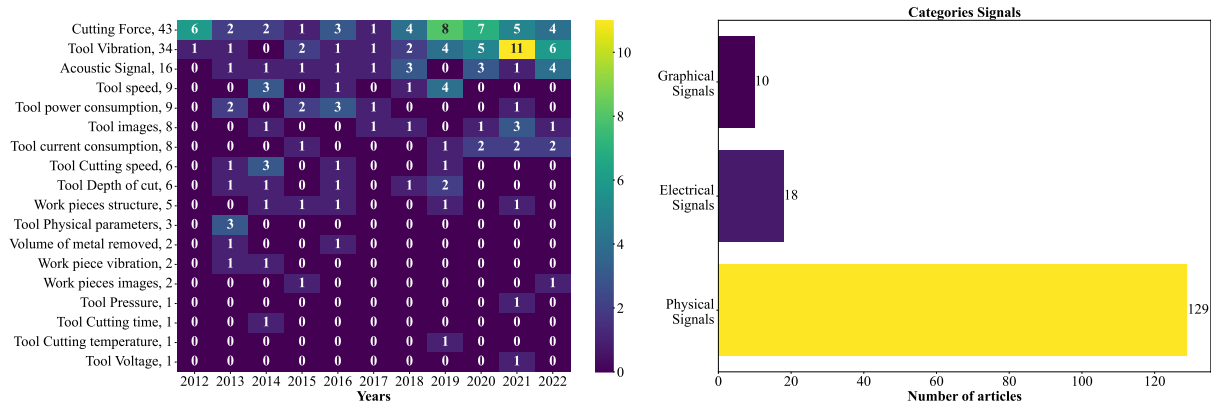 Cutting Force, 43 6 2 2 1 3 1 4 8 7 5 4
Tool Vibration, 34 1 1 0 2 1 1 2 4 5 11 6
Acoustic Signal, 16 0 1 1 1 1 1 3 0 3 1 4
Tool speed, 9 0 0 3 0 1 0 1 4 0 0 0
Tool power consumption, 9 0 2 0 2 3 1 0 0 0 1 0
Tool images, 8 0 0 1 0 0 1 1 0 1 3 1
Tool current consumption, 8 0 0 0 1 0 0 0 1 2 2 2
Tool Cutting speed, 6 0 1 3 0 1 0 0 1 0 0 0
Tool Depth of cut, 6 0 1 1 0 1 0 1 2 0 0 0
Work pieces structure, 5 0 0 1 1 1 0 0 1 0 1 0
Tool Physical parameters, 3 0 3 0 0 0 0 0 0 0 0 0
Volume of metal removed, 2 0 1 0 0 1 0 0 0 0 0 0
Work piece vibration, 2 0 1 1 0 0 0 0 0 0 0 0
Work pieces images, 2 0 0 0 1 0 0 0 0 0 0 1
Tool Pressure, 1 0 0 0 0 0 0 0 0 0 1 0
Tool Cutting time, 1 0 0 1 0 0 0 0 0 0 0 0
Tool Cutting temperature, 1 0 0 0 0 0 0 0 1 0 0 0
Tool Voltage, 1 0 0 0 0 0 0 0 0 0 1 0
2012 2013 2014 2015 2016 2017 2018 2019 2020 2021 2022
Years
10
8
6
4
2
0
Categories Signals
Graphical
Signals
10
Electrical
Signals
18
Physical
Signals
129
0 20 40 60 80 100 120
Number of articles